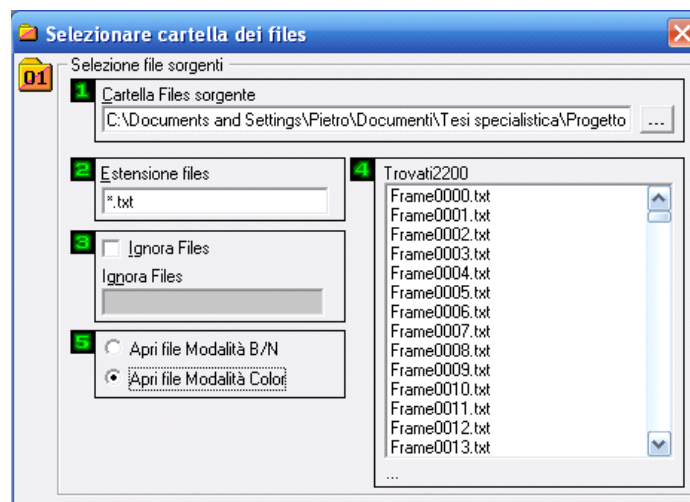 Selezionare cartella dei files
01
Selezione file sorgenti
1
Cartella Files sorgente
C:\Documents and Settings\Pietro\Documenti\Tesi specialistica\Progetto
...
2
Estensione files
*.txt
3
Ignora Files
Ignora Files
5
Apri file Modalità B/N
Apri file Modalità Color
4
Trovati2200
Frame0000.txt
Frame0001.txt
Frame0002.txt
Frame0003.txt
Frame0004.txt
Frame0005.txt
Frame0006.txt
Frame0007.txt
Frame0008.txt
Frame0009.txt
Frame0010.txt
Frame0011.txt
Frame0012.txt
Frame0013.txt
...